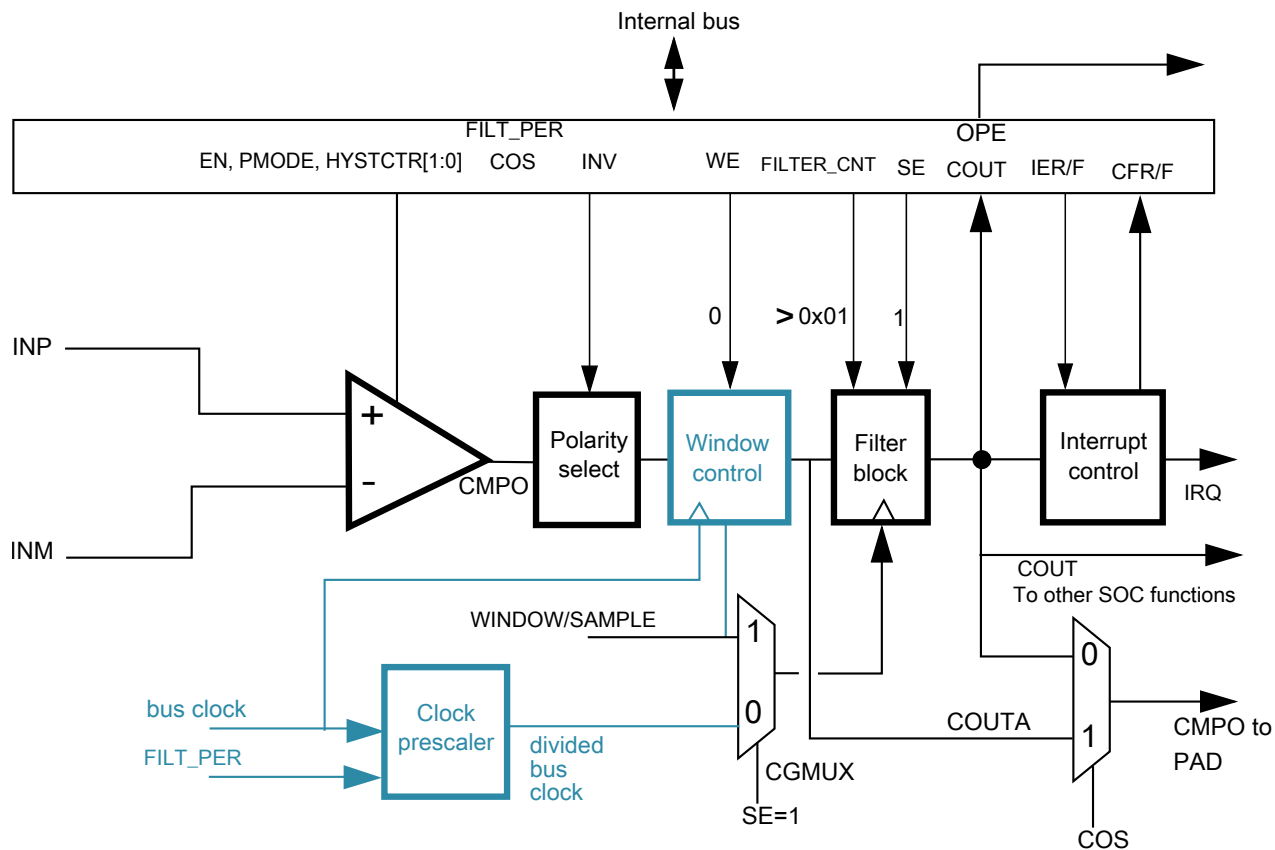 Internal bus
FILT_PER
OPE
EN, PMODE, HYSTCTR[1:0]
COS
INV
WE
FILTER_CNT
SE
COUT
IER/F
CFR/F
0
> 0x01
1
INP
+
-
INM
CMPO
Polarity
select
Window
control
Filter
block
Interrupt
control
IRQ
COUT
To other SOC functions
WINDOW/SAMPLE
1
0
0
1
bus clock
FILT_PER
Clock
prescaler
divided
bus
clock
CGMUX
SE=1
COUTA
CMPO to
PAD
COS